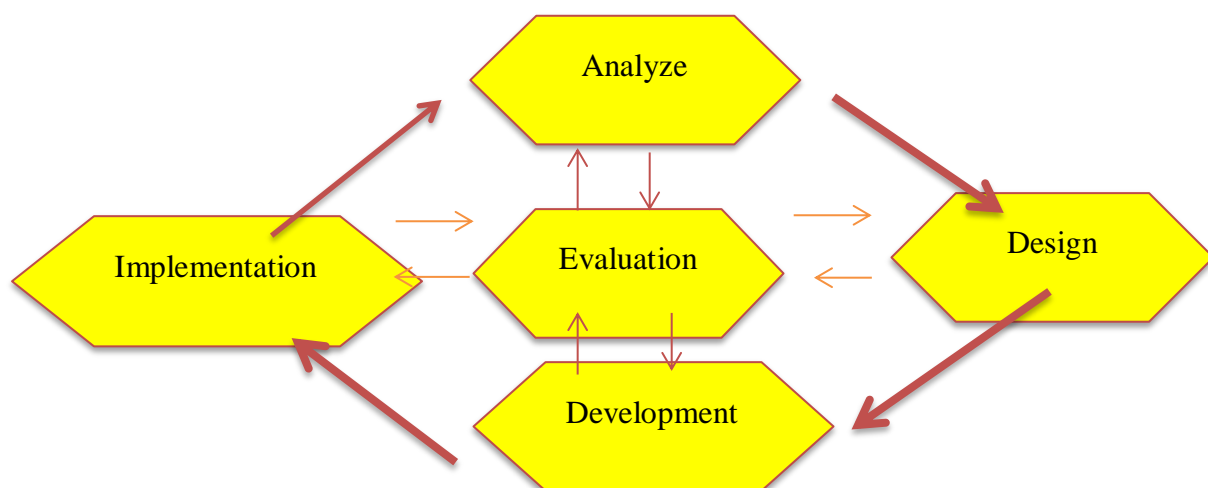 Analyze
Implementation
Evaluation
Design
Development